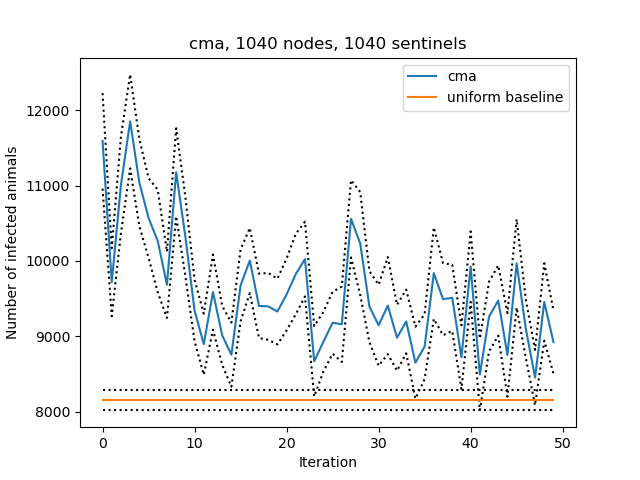 cma, 1040 nodes, 1040 sentinels
cma
uniform baseline
Number of infected animals
12000
11000
10000
9000
8000
0 10 20 30 40 50
Iteration